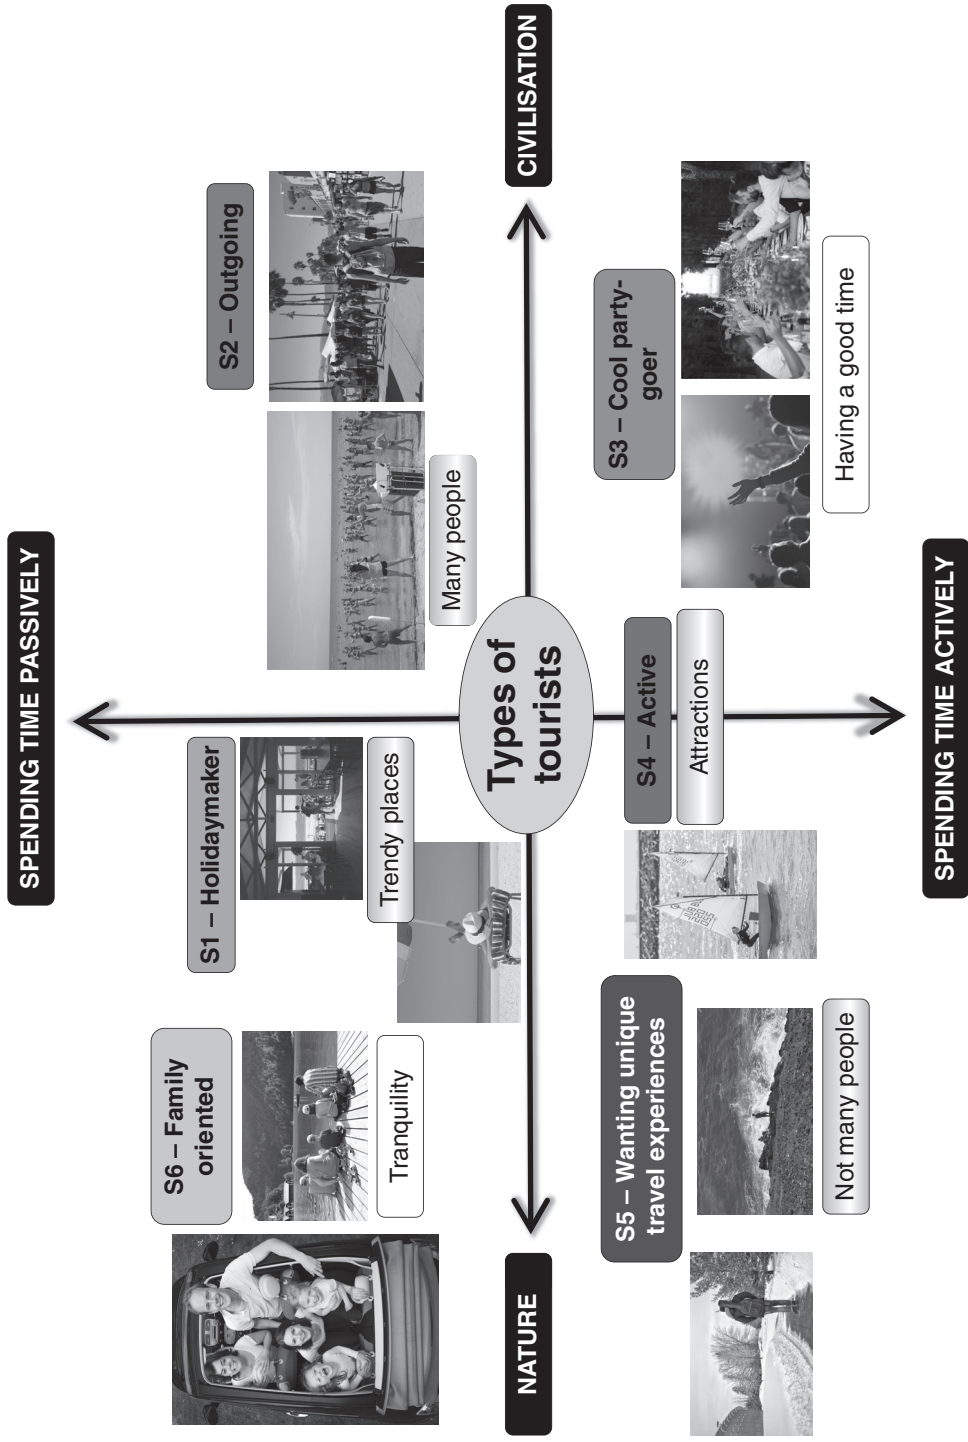 SPENDING TIME PASSIVELY
S6 – Family
oriented
Tranquility
S1 – Holidaymaker
Trendy places
S2 – Outgoing
Many people
NATURE
Types of
tourists
CIVILISATION
S5 – Wanting unique
travel experiences
Not many people
S4 – Active
Attractions
S3 – Cool party-
goer
Having a good time
SPENDING TIME ACTIVELY